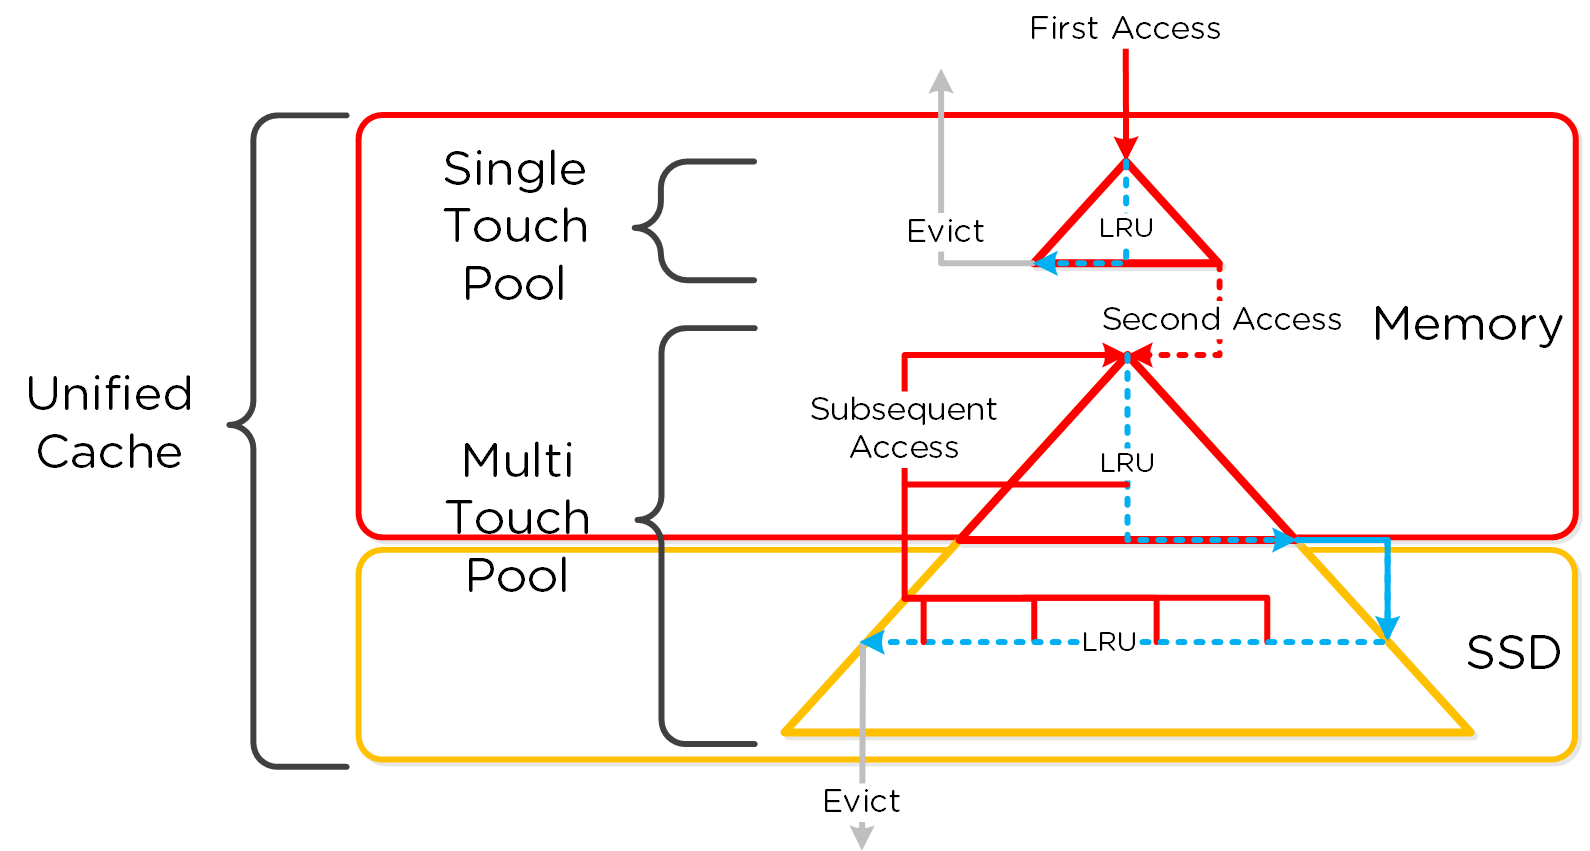 First Access
Single
Touch
Pool
Evict
LRU
Second Access
Memory
Unified
Cache
Subsequent
Access
Multi
Touch
Pool
LRU
LRU
SSD
Evict